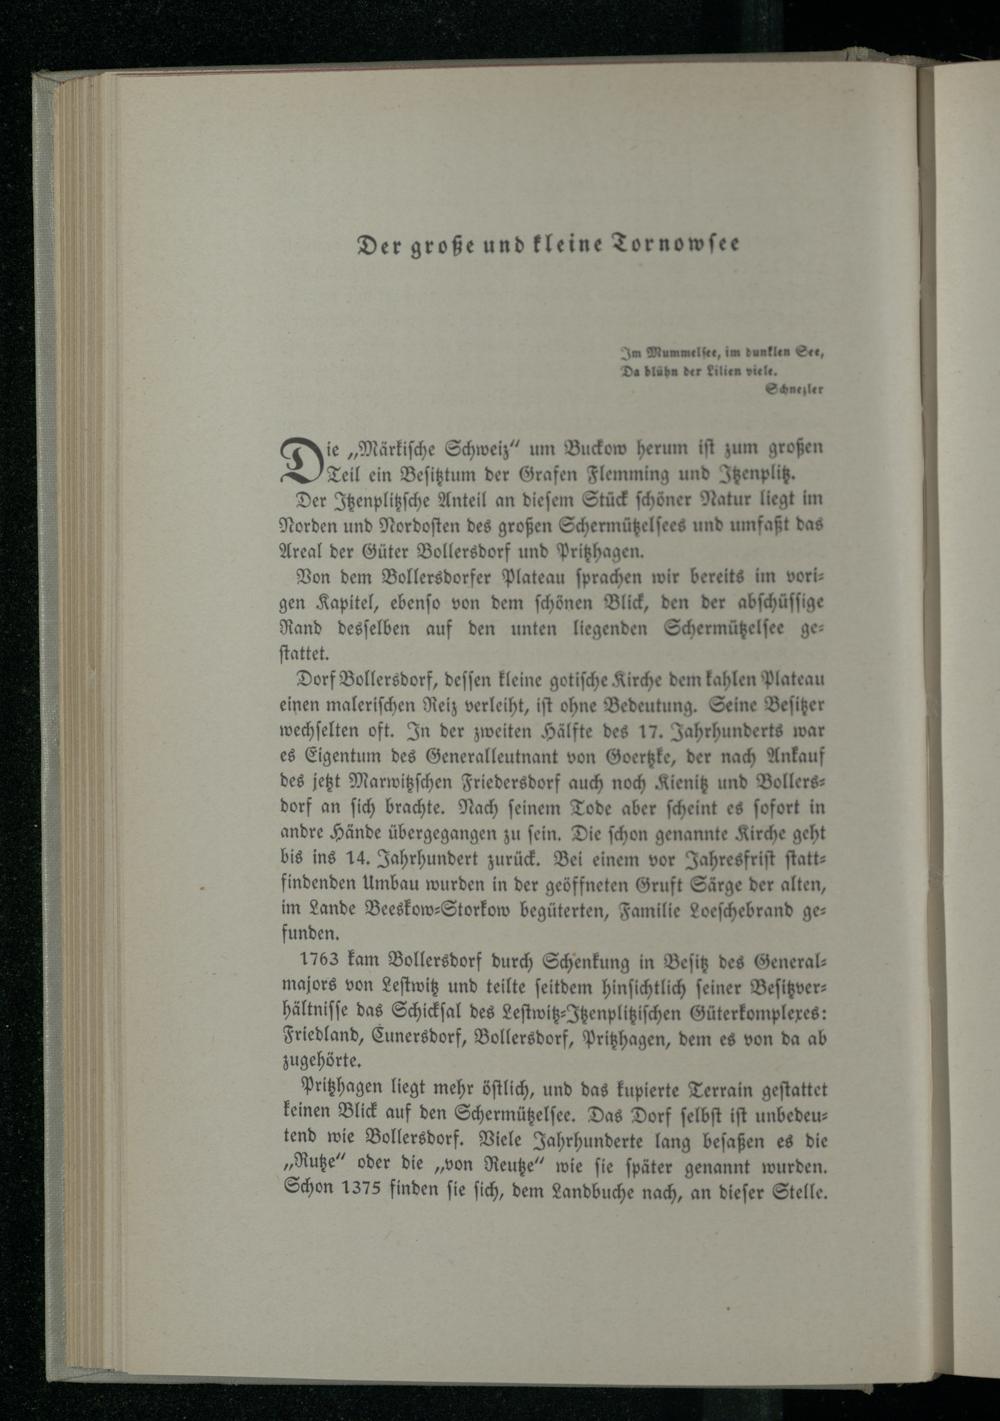 Der große und kleine Tornowsee
Im Mummelsee, im dunklen See,
Da blühn der Lilien viele.
Schnezler
Die „Märkische Schweiz“ um Buckow herum ist zum großen
Teil ein Besitztum der Grafen Flemming und Itzenplitz.
Der Itzenplitzsche Anteil an diesem Stück schöner Natur liegt im
Norden und Nordosten des großen Schermützelsees und umfaßt das
Areal der Güter Bollersdorf und Pritzhagen.
Von dem Bollersdorfer Plateau sprachen wir bereits im vori-
gen Kapitel, ebenso von dem schönen Blick, den der abschüssige
Rand desselben auf den unten liegenden Schermützelsee ge-
stattet.
Dorf Bollersdorf, dessen kleine gotische Kirche dem kahlen Plateau
einen malerischen Reiz verleiht, ist ohne Bedeutung. Seine Besitzer
wechselten oft. In der zweiten Hälfte des 17. Jahrhunderts war
es Eigentum des Generalleutnant von Goertzke, der nach Ankauf
des jetzt Marwitzschen Friedersdorf auch noch Kienitz und Bollers-
dorf an sich brachte. Nach seinem Tode aber scheint es sofort in
andre Hände übergegangen zu sein. Die schon genannte Kirche geht
bis ins 14. Jahrhundert zurück. Bei einem vor Jahresfrist statt-
findenden Umbau wurden in der geöffneten Gruft Särge der alten,
im Lande Beeskow-Storkow begüterten, Familie Loeschebrand ge-
funden.
1763 kam Bollersdorf durch Schenkung in Besitz des General-
majors von Lestwitz und teilte seitdem hinsichtlich seiner Besitzver-
hältnisse das Schicksal des Lestwitz-Itzenplitzischen Güterkomplexes:
Friedland, Cunersdorf, Bollersdorf, Pritzhagen, dem es von da ab
zugehörte.
Pritzhagen liegt mehr östlich, und das kupierte Terrain gestattet
keinen Blick auf den Schermützelsee. Das Dorf selbst ist unbedeu-
tend wie Bollersdorf. Viele Jahrhunderte lang besaßen es die
„Rutze“ oder die „von Reutze“ wie sie später genannt wurden.
Schon 1375 finden sie sich, dem Landbuche nach, an dieser Stelle.